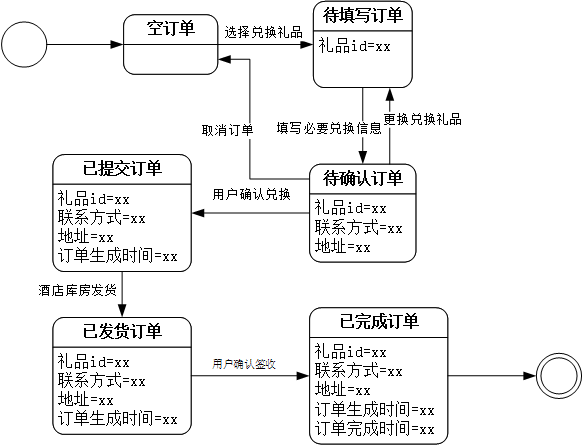 空订单
选择兑换礼品
待填写订单
礼品id=xx
取消订单
填写必要兑换信息
更换兑换礼品
已提交订单
礼品id=xx
联系方式=xx
地址=xx
订单生成时间=xx
用户确认兑换
待确认订单
礼品id=xx
联系方式=xx
地址=xx
酒店库房发货
已发货订单
礼品id=xx
联系方式=xx
地址=xx
订单生成时间=xx
用户确认签收
已完成订单
礼品id=xx
联系方式=xx
地址=xx
订单生成时间=xx
订单完成时间=xx